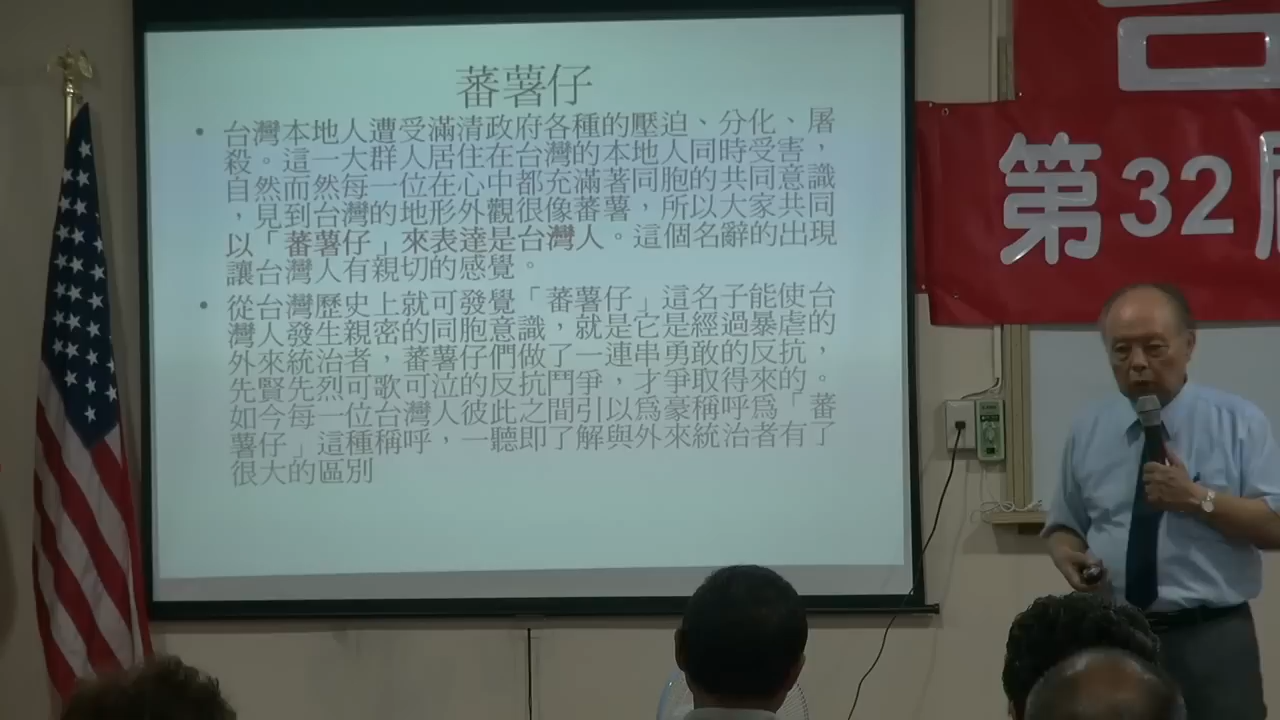 蕃薯仔
• 台灣本地人遭受滿清政府各種的壓迫、分化、屠
殺。這一大群人居住在台灣的本地人同時受害，
自然而然每一位在心中都充滿著同胞的共同意識
，見到台灣的地形外觀很像蕃薯，所以大家共同
以「蕃薯仔」來表達是台灣人。這個名辭的出現
讓台灣人有親切的感覺。
• 從台灣歷史上就可發覺「蕃薯仔」這名子能使台
灣人發生親密的同胞意識，就是它是經過暴虐的
外來統治者，蕃薯仔們做了一連串勇敢的反抗，
先賢先烈可歌可泣的反抗鬥爭，才爭取得來的。
如今每一位台灣人彼此之間引以為豪稱呼為「蕃
薯仔」這種稱呼，一聽即了解與外來統治者有了
很大的區別
第32屆